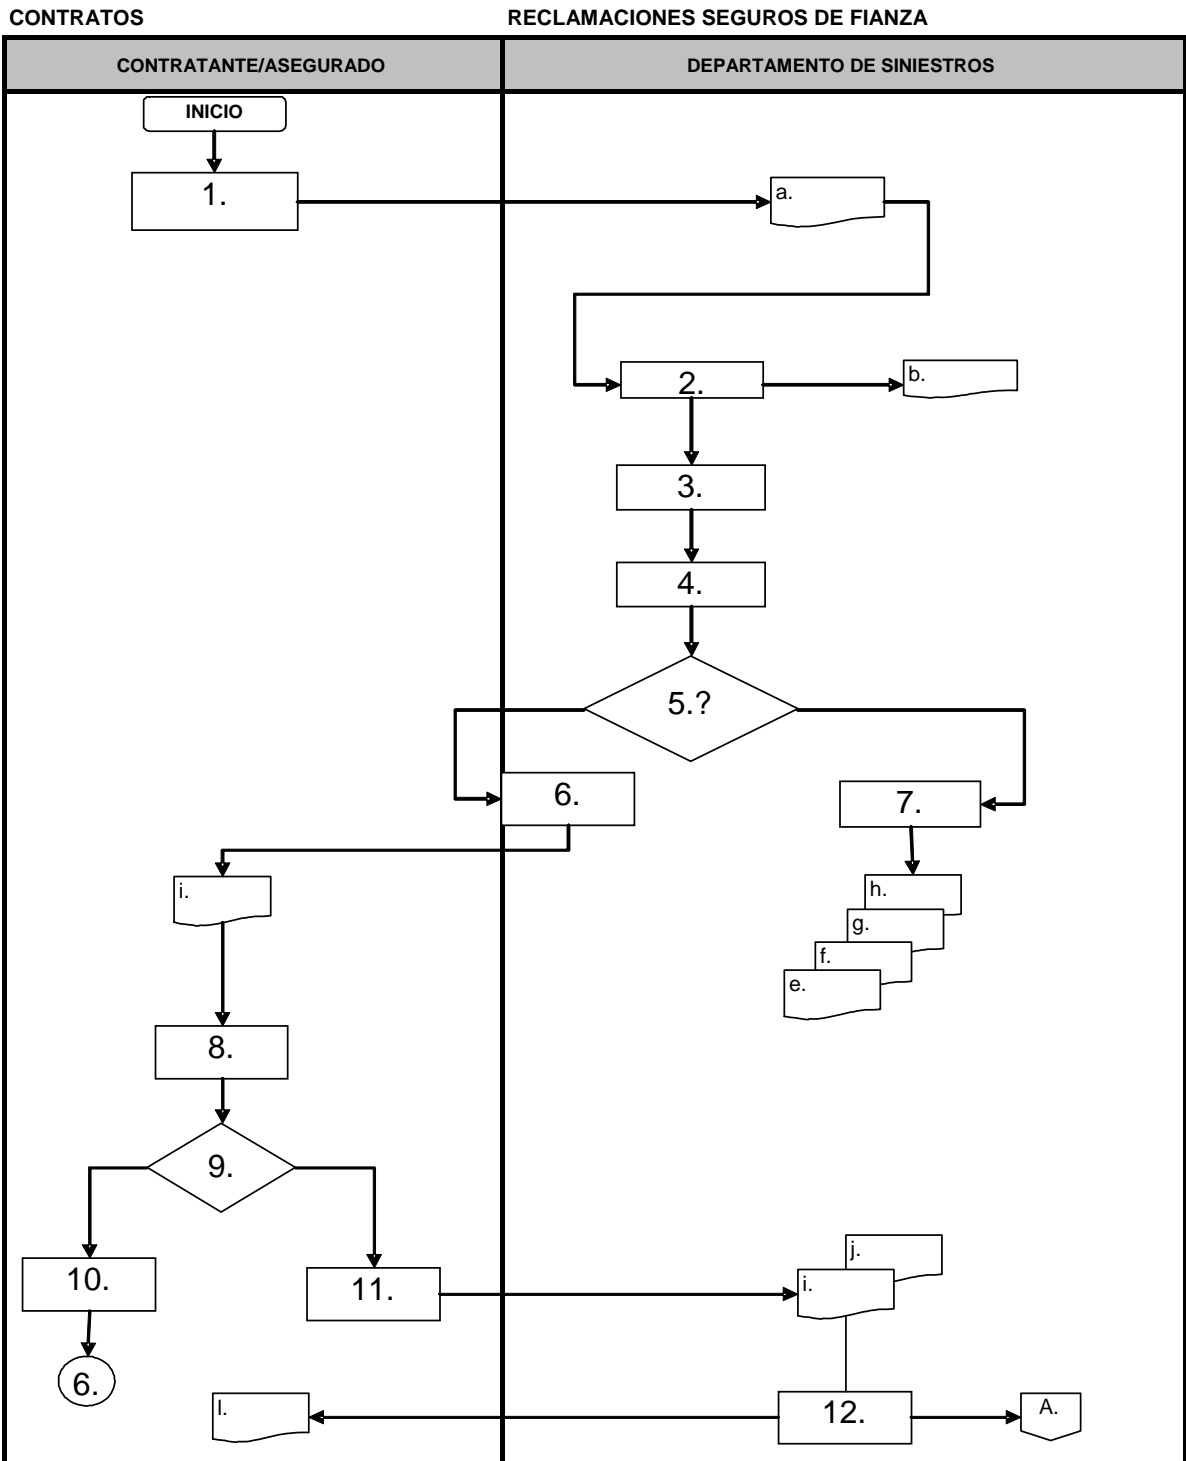 CONTRATOS RECLAMACIONES SEGUROS DE FIANZA
CONTRATANTE/ASEGURADO DEPARTAMENTO DE SINIESTROS
INICIO
1. a.
2. b.
3.
4.
5.?
6. 7.
i. h.
g.
f.
e.
8.
9.
j.
10. 11. i.
6. l. 12. A.